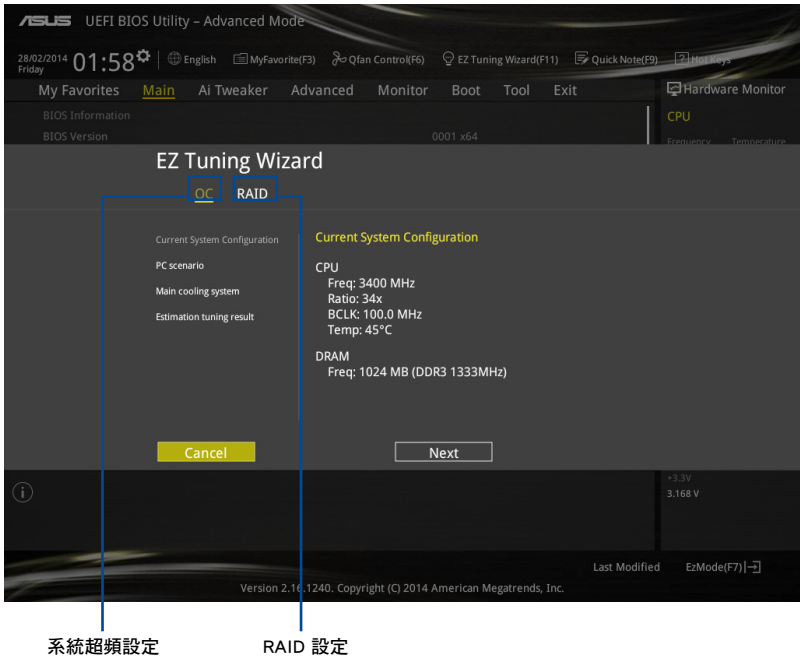 ASUS UEFI BIOS Utility – Advanced Mode
28/02/2014 Friday 01:58 English MyFavorite(F3) Qfan Control(F6) EZ Tuning Wizard(F11) Quick Note(F9) ? Hot Keys
My Favorites Main Ai Tweaker Advanced Monitor Boot Tool Exit Hardware Monitor
BIOS Information
CPU
BIOS Version 0001 x64
Frequency Temperature
EZ Tuning Wizard
OC RAID
Current System Configuration
PC scenario
Main cooling system
Estimation tuning result
Current System Configuration
CPU
Freq: 3400 MHz
Ratio: 34x
BCLK: 100.0 MHz
Temp: 45°C
DRAM
Freq: 1024 MB (DDR3 1333MHz)
Cancel Next
+3.3V
3.168 V
Last Modified EzMode(F7)
Version 2.16.1240. Copyright (C) 2014 American Megatrends, Inc.
系統超頻設定 RAID 設定